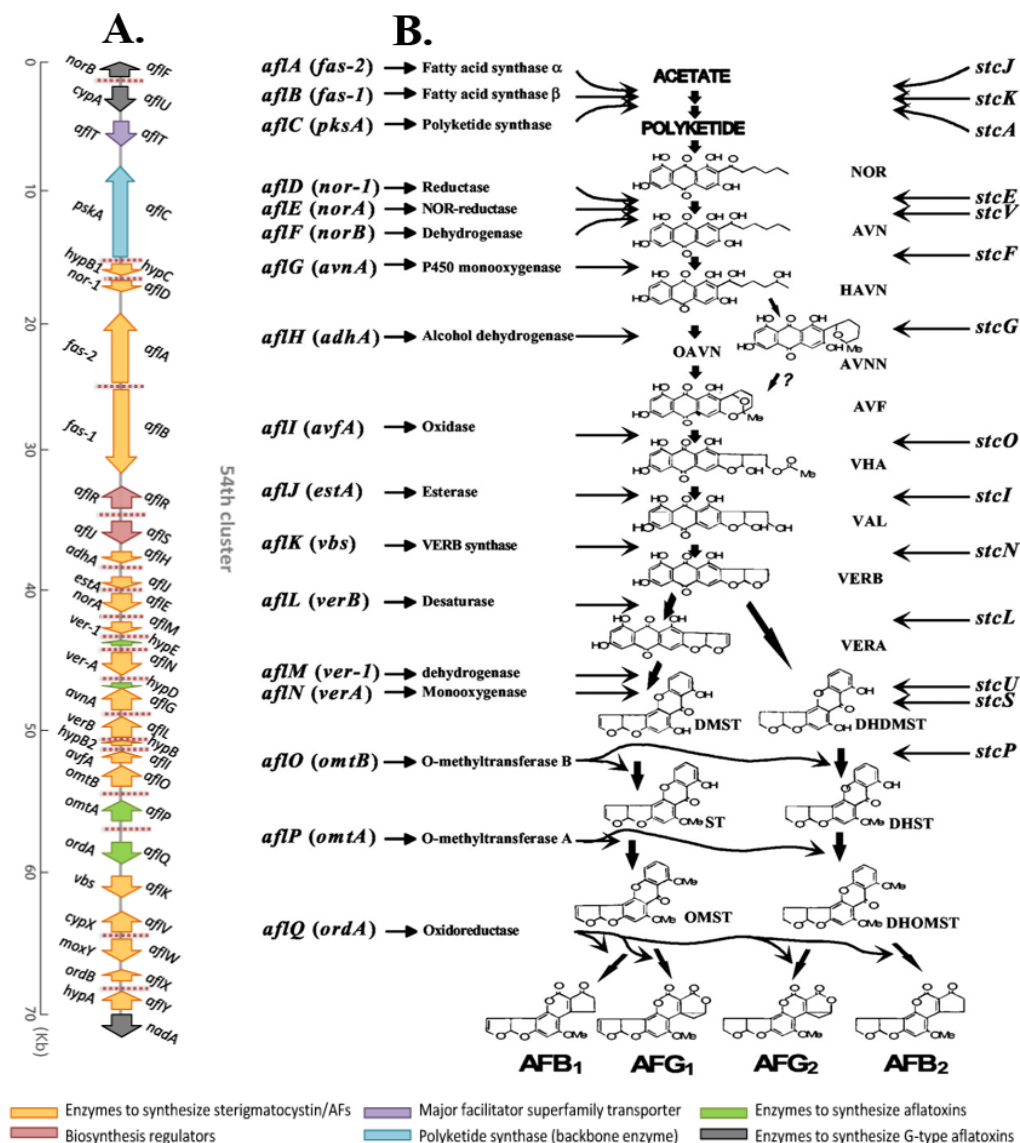 A.
0
norB aflF
cypA aflU
aflT aflT
10
pskA aflC
hypB1 hypC
nor-1 aflD
20
fas-2 aflA
fas-1 aflB
30
aflR aflR
aflJ aflS
adhA aflH
estA aflJ
40
norA aflE
ver-1 aflM
hypE
ver-A aflN
hypD
avnA aflG
50
verB aflL
hypB2 hypB
avfA aflI
omtB aflO
omtA aflP
ordA aflQ
60
vbs aflK
cypX aflV
moxY aflW
ordB aflX
hypA aflY
70
nadA
(Kb)
54th cluster
B.
aflA (fas-2) Fatty acid synthase α
aflB (fas-1) Fatty acid synthase β
aflC (pksA) Polyketide synthase
aflD (nor-1) Reductase
aflE (norA) NOR-reductase
aflF (norB) Dehydrogenase
aflG (avnA) P450 monooxygenase
aflH (adhA) Alcohol dehydrogenase
aflI (avfA) Oxidase
aflJ (estA) Esterase
aflK (vbs) VERB synthase
aflL (verB) Desaturase
aflM (ver-1) dehydrogenase
aflN (verA) Monooxygenase
aflO (omtB) O-methyltransferase B
aflP (omtA) O-methyltransferase A
aflQ (ordA) Oxidoreductase
ACETATE
POLYKETIDE
NOR
AVN
HAVN
OAVN
AVNN
?
AVF
VHA
VAL
VERB
VERA
DMST DHDMST
ST DHST
OMST DHOMST
AFB1 AFG1 AFG2 AFB2
stcJ
stcK
stcA
stcE
stcV
stcF
stcG
stcO
stcI
stcN
stcL
stcU
stcS
stcP
Enzymes to synthesize sterigmatocystin/AFs
Major facilitator superfamily transporter
Enzymes to synthesize aflatoxins
Biosynthesis regulators
Polyketide synthase (backbone enzyme)
Enzymes to synthesize G-type aflatoxins